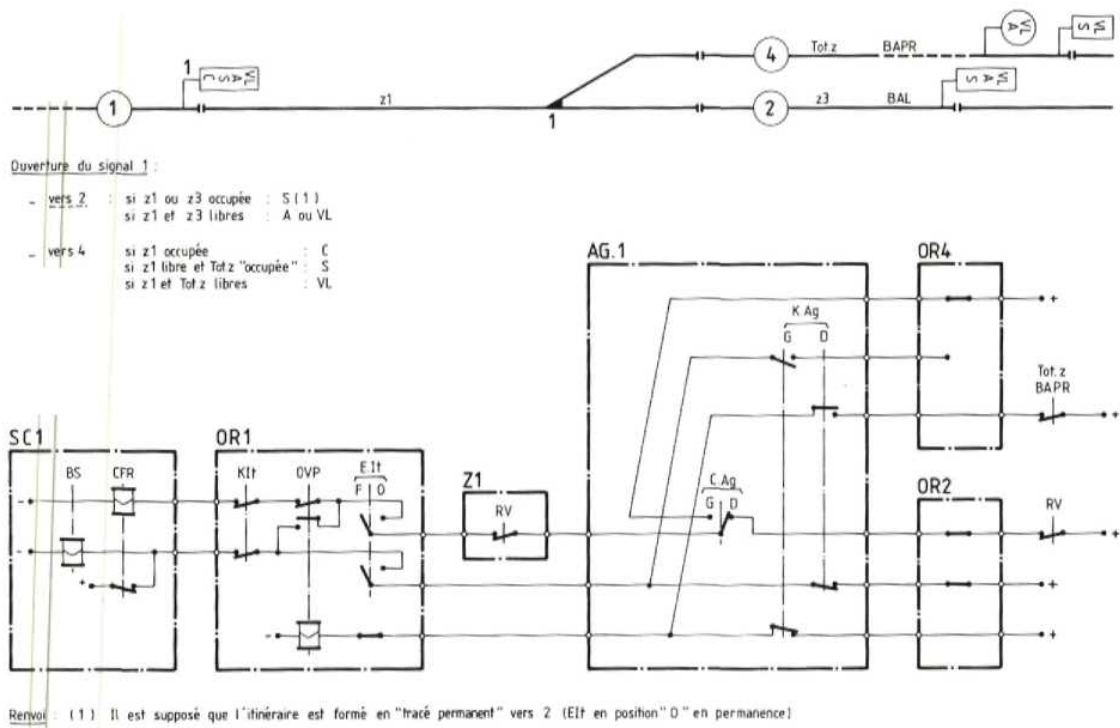 4 Tot.z BAPR VL A VL S
1 VL A S C
1 z1 2 z3 BAL VL A S
1
Ouverture du signal 1 :
_ vers 2 : si z1 ou z3 occupée : S (1)
si z1 et z3 libres : A ou VL
_ vers 4 si z1 occupée : C
si z1 libre et Tot.z "occupée" : S
si z1 et Tot.z libres : VL
AG.1 OR4
+
K.Ag
G D
Tot.z
BAPR
+
SC1 OR1
BS CFR KIt OVP E.It
F O
Z1
RV
C.Ag
G D
OR2
RV
-
+
-
+
+
-
+
Renvoi : (1) Il est supposé que l'itinéraire est formé en "tracé permanent" vers 2 (EIt en position "O" en permanence)